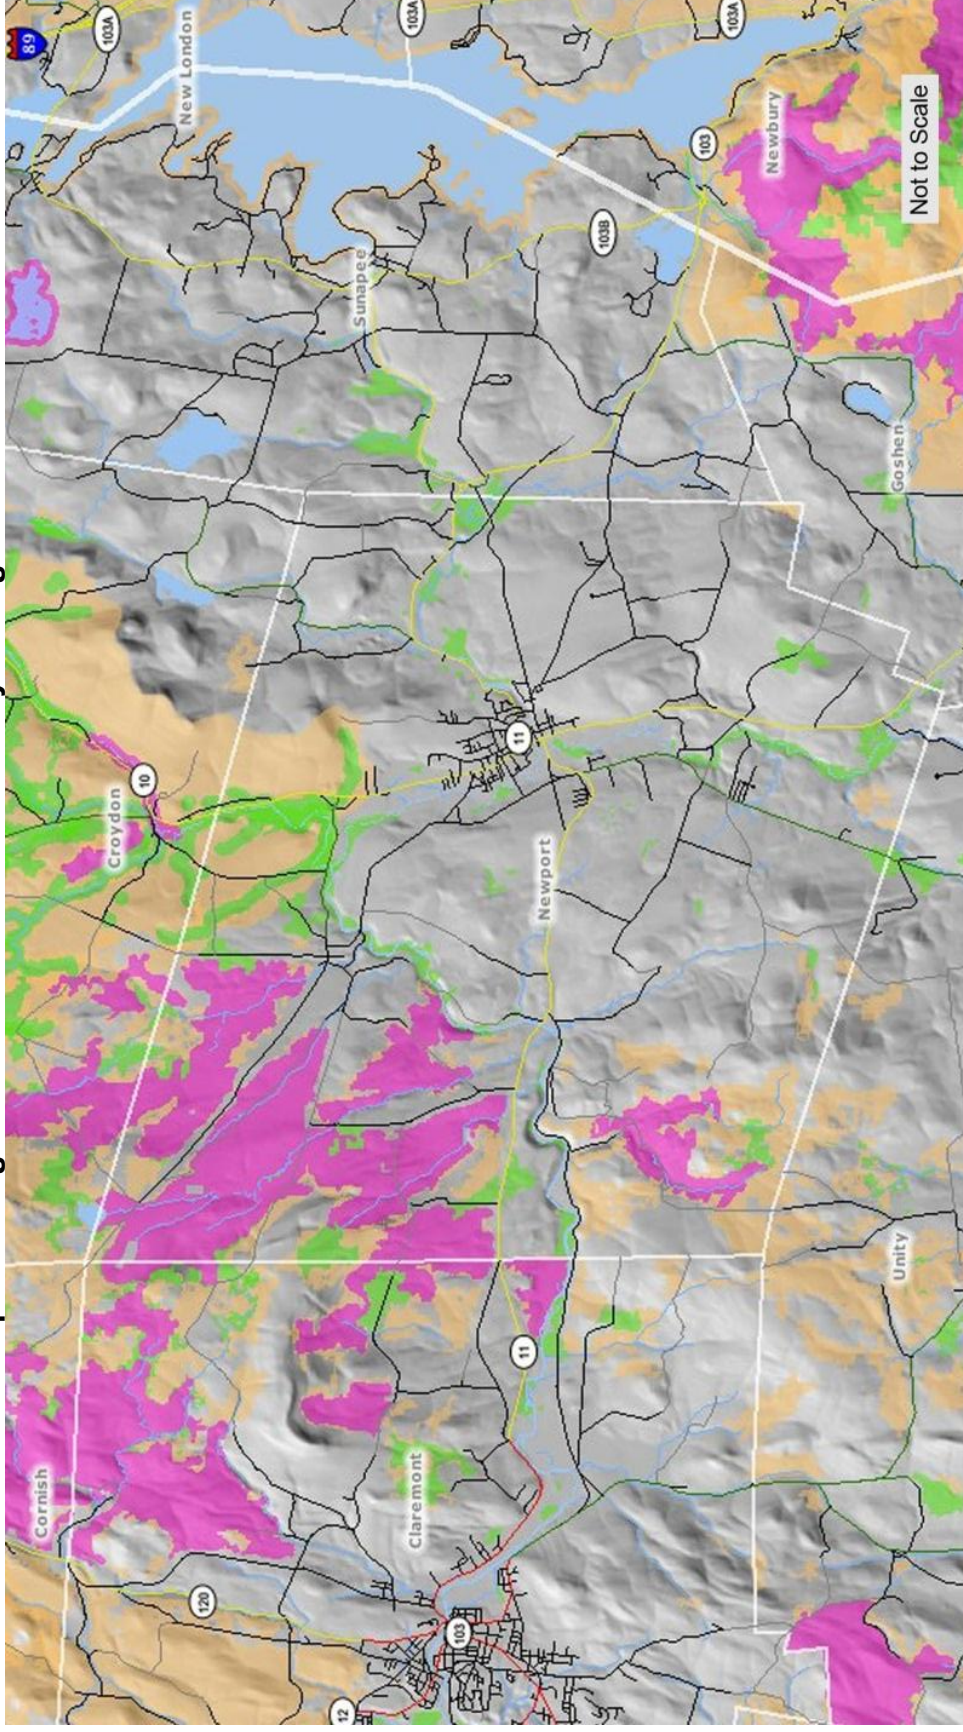 89
103A
103A
103A
New London
Newbury
103
Not to Scale
103B
Sunapee
Goshen
10
Croydon
11
Newport
Unity
11
Cornish
Claremont
120
103
12